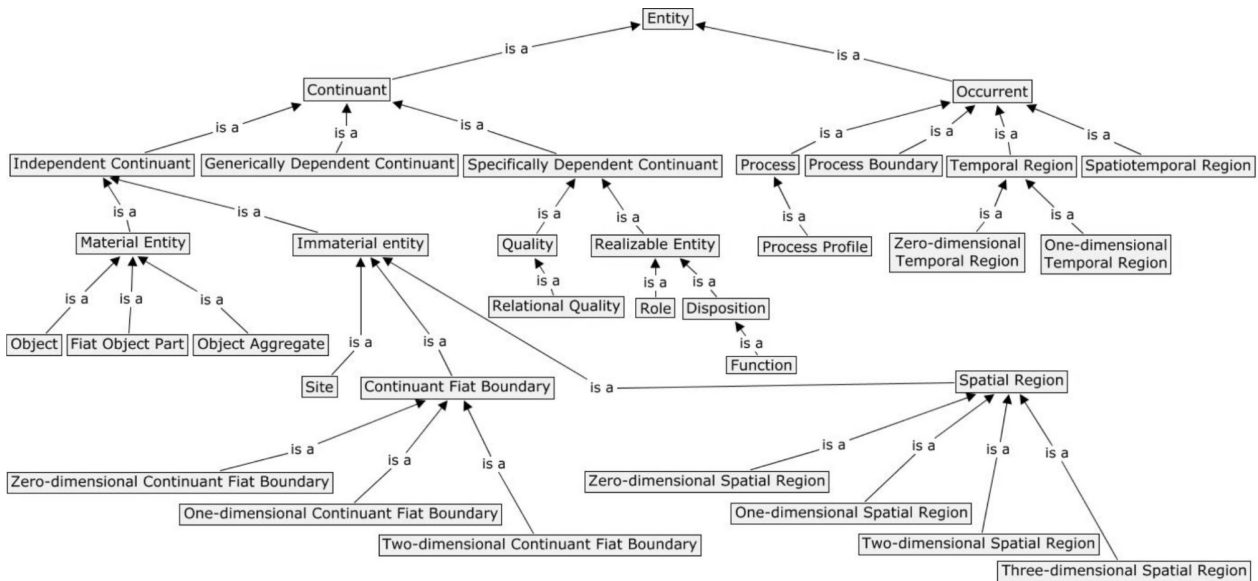 Entity
is a
is a
Continuant
Occurrent
is a
is a
is a
is a
is a
is a
is a
Independent Continuant
Generically Dependent Continuant
Specifically Dependent Continuant
Process
Process Boundary
Temporal Region
Spatiotemporal Region
is a
is a
is a
is a
is a
is a
is a
Material Entity
Immaterial entity
Quality
Realizable Entity
Process Profile
Zero-dimensional
Temporal Region
One-dimensional
Temporal Region
is a
is a
is a
is a
is a
is a
Relational Quality
Role
Disposition
Object
Fiat Object Part
Object Aggregate
is a
is a
is a
Function
Site
Continuant Fiat Boundary
is a
Spatial Region
is a
is a
is a
is a
is a
is a
is a
Zero-dimensional Continuant Fiat Boundary
Zero-dimensional Spatial Region
One-dimensional Continuant Fiat Boundary
One-dimensional Spatial Region
Two-dimensional Continuant Fiat Boundary
Two-dimensional Spatial Region
Three-dimensional Spatial Region